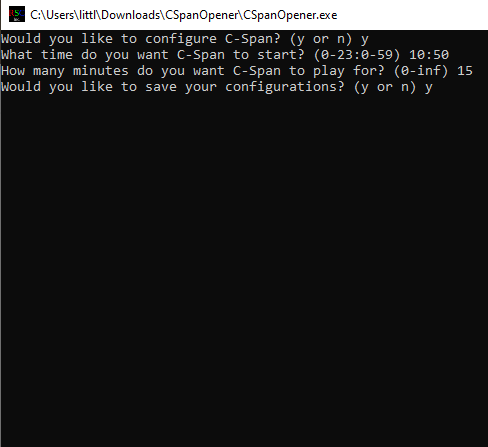 C:\Users\littl\Downloads\CSpanOpener\CSpanOpener.exe
Would you like to configure C-Span? (y or n) y
What time do you want C-Span to start? (0-23:0-59) 10:50
How many minutes do you want C-Span to play for? (0-inf) 15
Would you like to save your configurations? (y or n) y